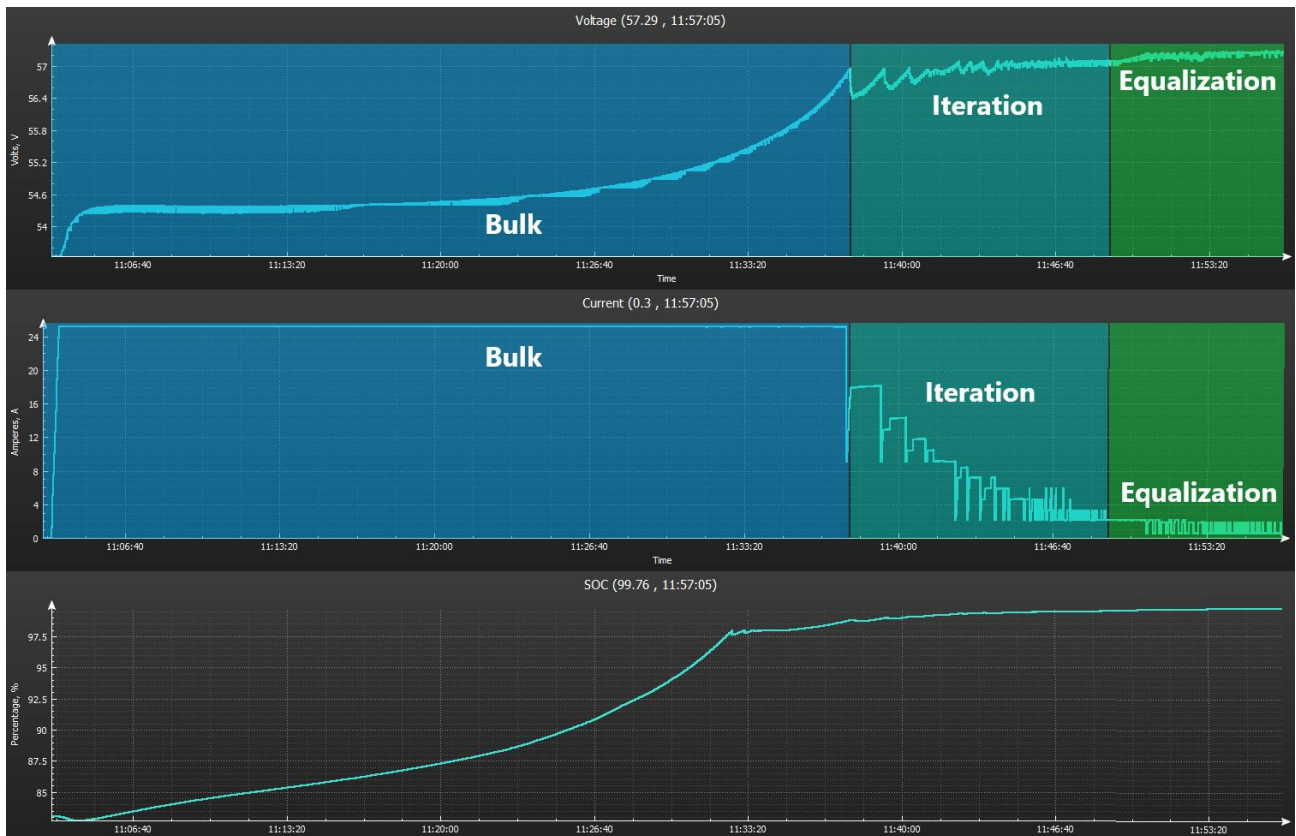 Voltage (57.29 , 11:57:05)
57
56.4
55.8
55.2
54.6
54
Volts, V
Bulk
Iteration
Equalization
11:06:40 11:13:20 11:20:00 11:26:40 11:33:20 11:40:00 11:46:40 11:53:20
Time
Current (0.3 , 11:57:05)
24
20
16
12
8
4
0
Amperes, A
Bulk
Iteration
Equalization
11:06:40 11:13:20 11:20:00 11:26:40 11:33:20 11:40:00 11:46:40 11:53:20
Time
SOC (99.76 , 11:57:05)
97.5
95
92.5
90
87.5
85
Percentage, %
11:06:40 11:13:20 11:20:00 11:26:40 11:33:20 11:40:00 11:46:40 11:53:20